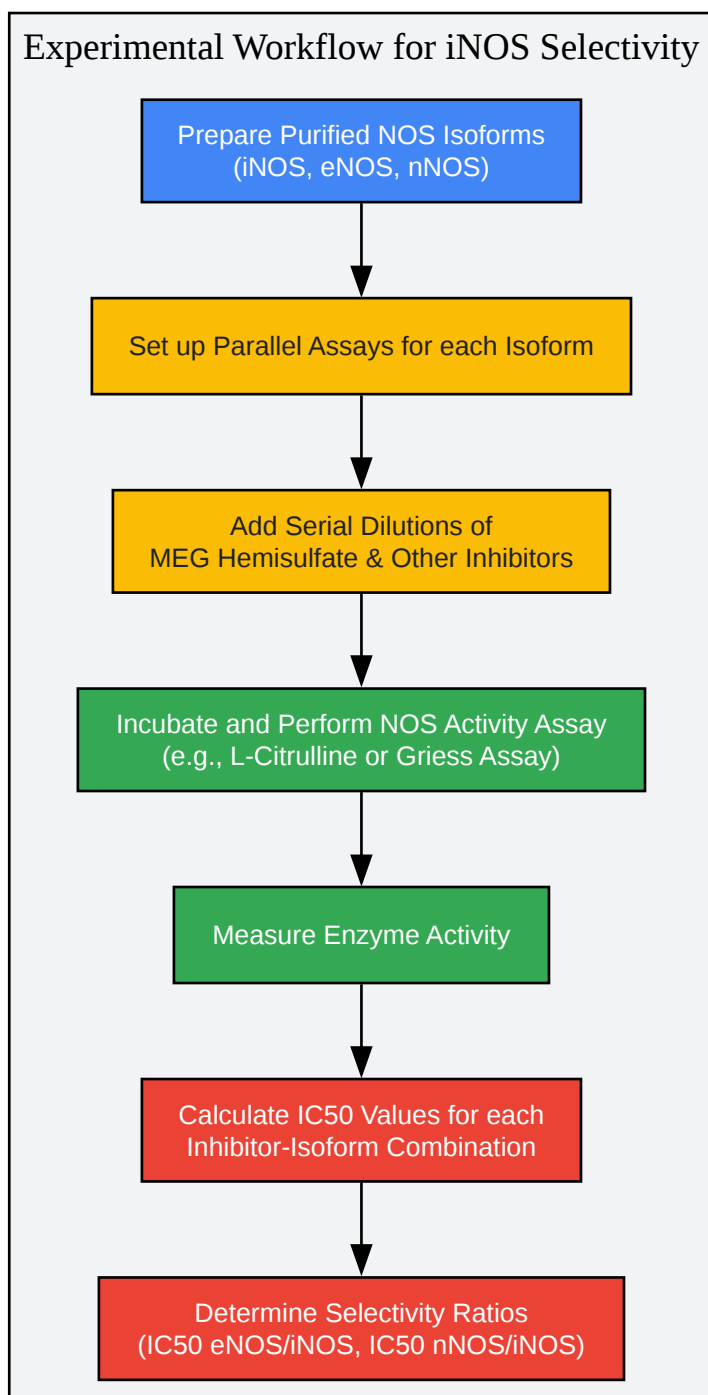 Experimental Workflow for iNOS Selectivity
Prepare Purified NOS Isoforms
(iNOS, eNOS, nNOS)
Set up Parallel Assays for each Isoform
Add Serial Dilutions of
MEG Hemisulfate & Other Inhibitors
Incubate and Perform NOS Activity Assay
(e.g., L-Citrulline or Griess Assay)
Measure Enzyme Activity
Calculate IC50 Values for each
Inhibitor-Isoform Combination
Determine Selectivity Ratios
(IC50 eNOS/iNOS, IC50 nNOS/iNOS)